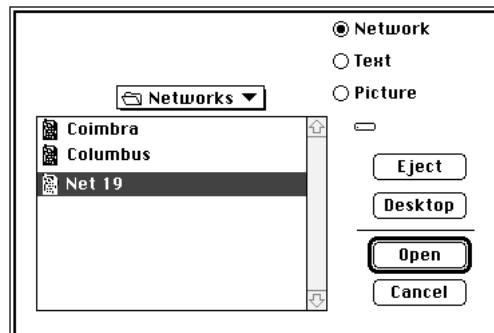 Network
Text
Networks
Picture
Coimbra
Columbus
Net 19
Eject
Desktop
Open
Cancel